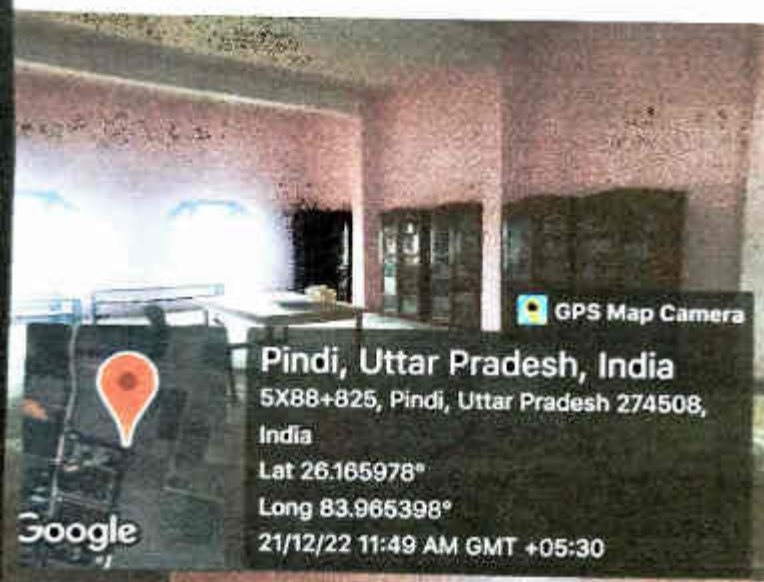 GPS Map Camera
Pindi, Uttar Pradesh, India
5X88+825, Pindi, Uttar Pradesh 274508,
India
Lat 26.165978°
Long 83.965398°
21/12/22 11:49 AM GMT +05:30
Google